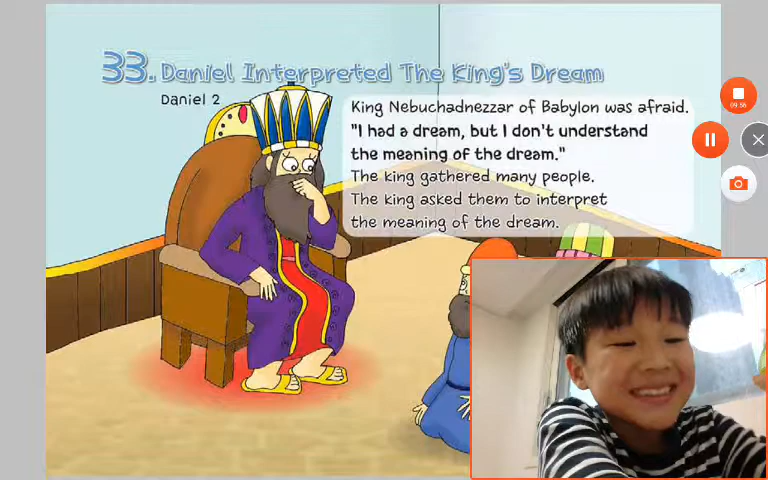 33. Daniel Interpreted The King's Dream
Daniel 2
King Nebuchadnezzar of Babylon was afraid.
"I had a dream, but I don't understand
the meaning of the dream."
The king gathered many people.
The king asked them to interpret
the meaning of the dream.
09:56